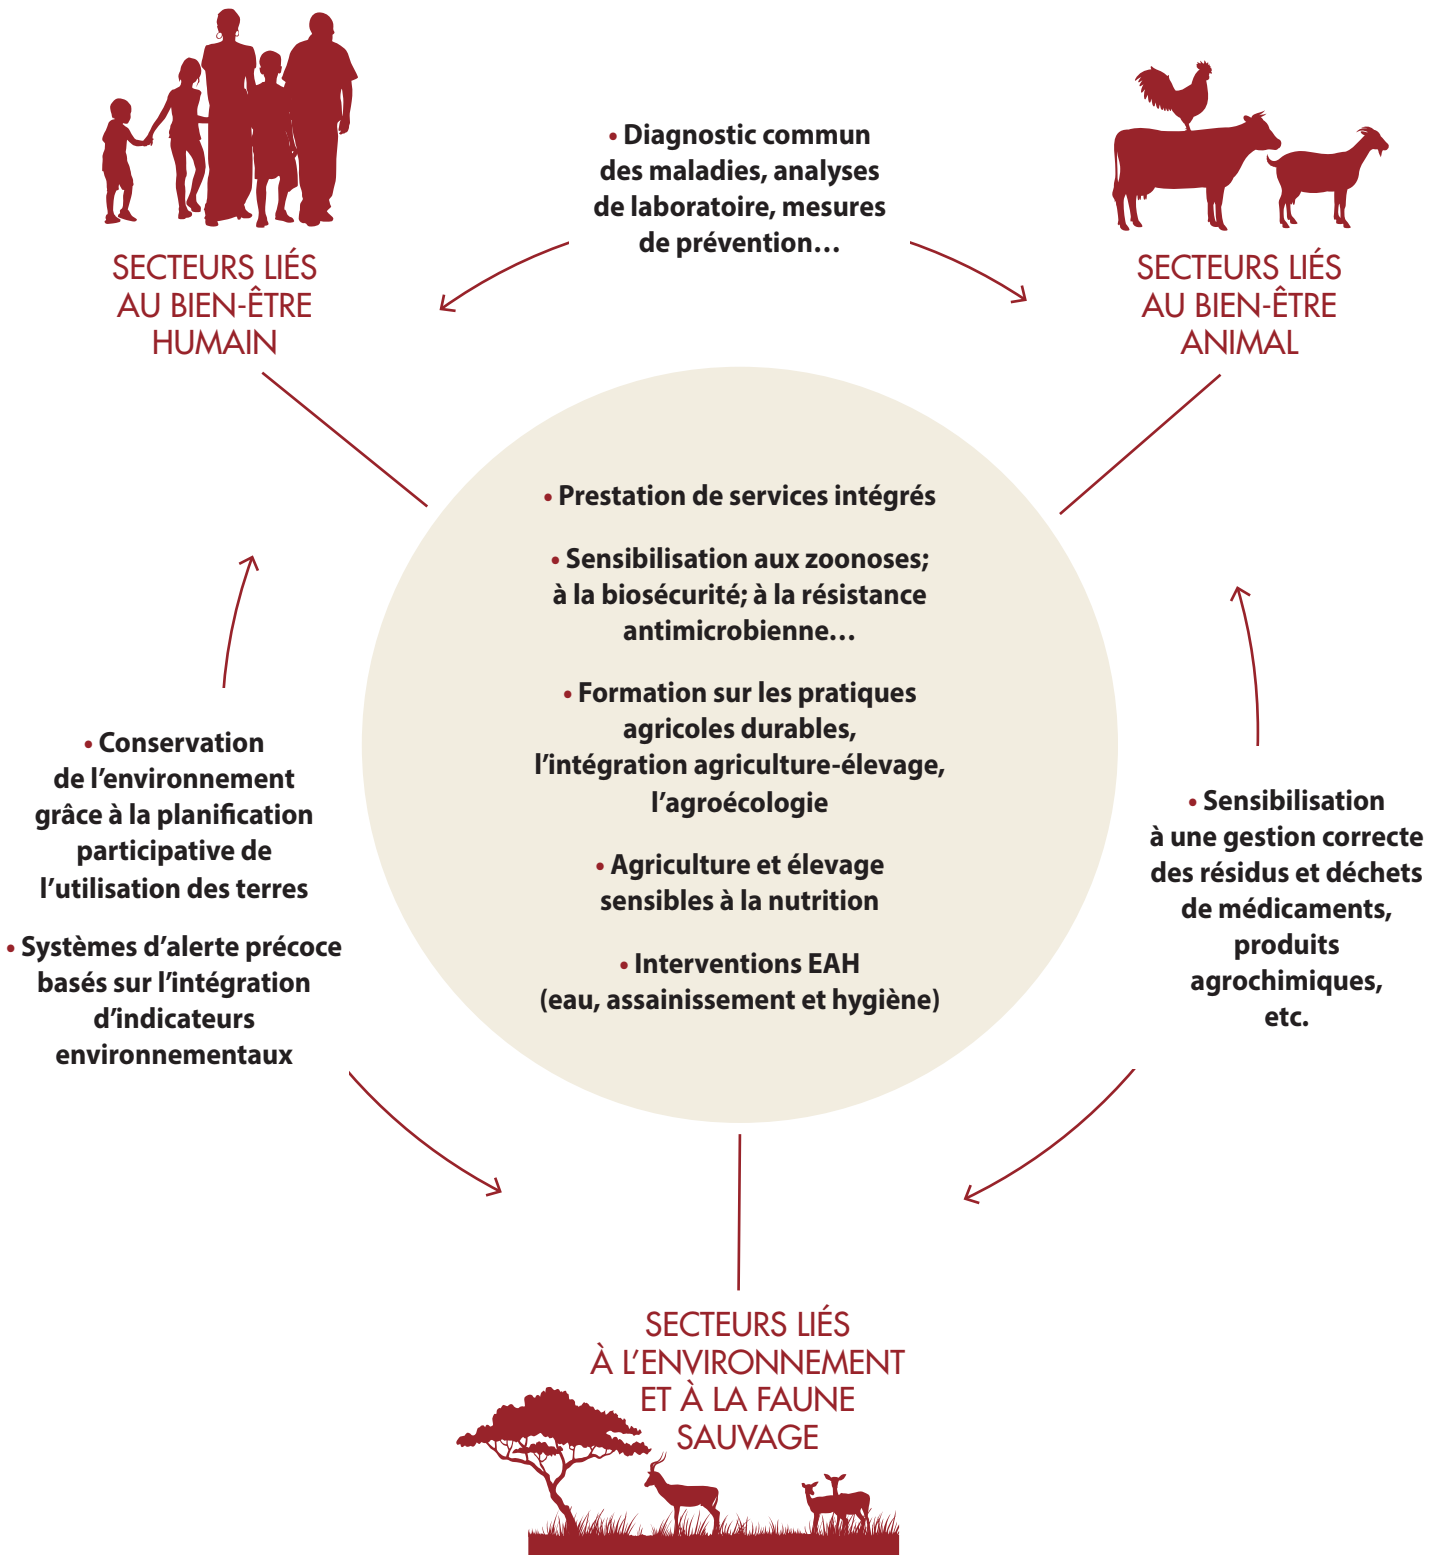 • Diagnostic commun
des maladies, analyses
de laboratoire, mesures
de prévention…
SECTEURS LIÉS
AU BIEN-ÊTRE
HUMAIN
SECTEURS LIÉS
AU BIEN-ÊTRE
ANIMAL
• Prestation de services intégrés
• Sensibilisation aux zoonoses;
à la biosécurité; à la résistance
antimicrobienne…
• Formation sur les pratiques
agricoles durables,
l’intégration agriculture-élevage,
l’agroécologie
• Agriculture et élevage
sensibles à la nutrition
• Interventions EAH
(eau, assainissement et hygiène)
• Conservation
de l’environnement
grâce à la planification
participative de
l’utilisation des terres
• Systèmes d’alerte précoce
basés sur l’intégration
d’indicateurs
environnementaux
• Sensibilisation
à une gestion correcte
des résidus et déchets
de médicaments,
produits
agrochimiques,
etc.
SECTEURS LIÉS
À L’ENVIRONNEMENT
ET À LA FAUNE
SAUVAGE